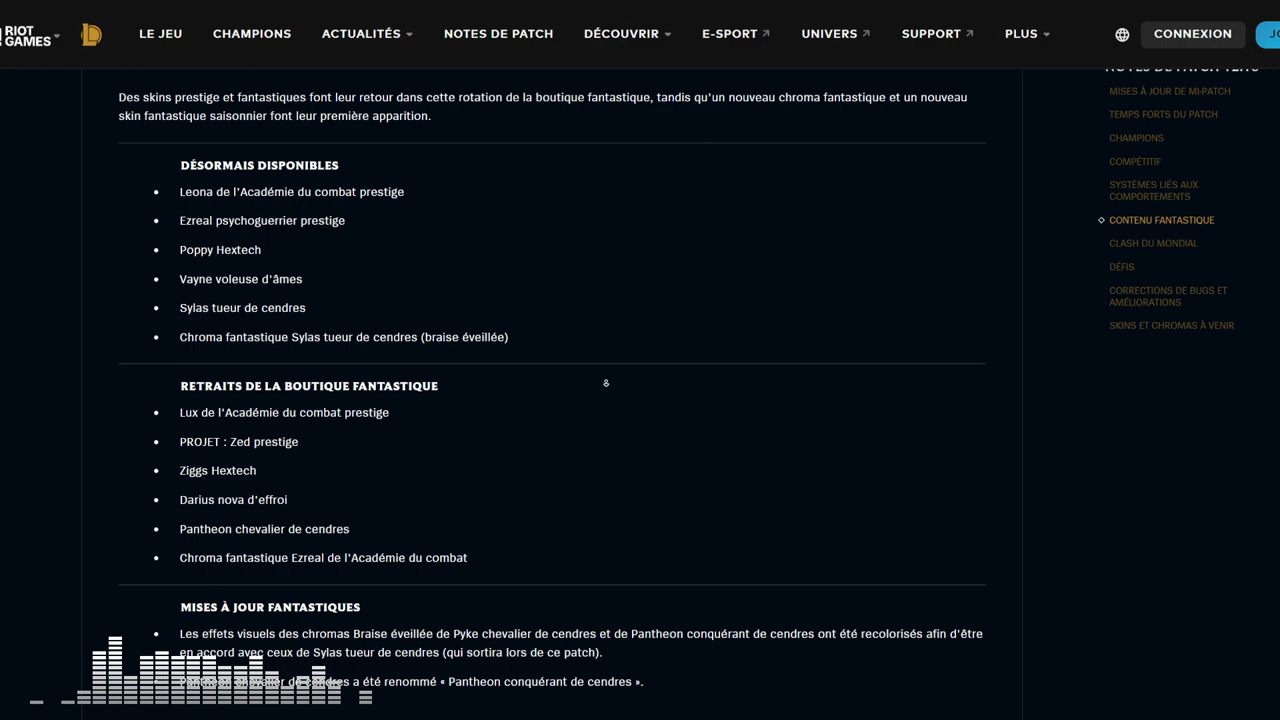 RIOT
GAMES
LE JEU
CHAMPIONS
ACTUALITÉS
NOTES DE PATCH
DÉCOUVRIR
E-SPORT
UNIVERS
SUPPORT
PLUS
CONNEXION
Des skins prestige et fantastiques font leur retour dans cette rotation de la boutique fantastique, tandis qu'un nouveau chroma fantastique et un nouveau
skin fantastique saisonnier font leur première apparition.
DÉSORMAIS DISPONIBLES
• Leona de l'Académie du combat prestige
• Ezreal psychoguerrier prestige
• Poppy Hextech
• Vayne voleuse d'âmes
• Sylas tueur de cendres
• Chroma fantastique Sylas tueur de cendres (braise éveillée)
RETRAITS DE LA BOUTIQUE FANTASTIQUE
• Lux de l'Académie du combat prestige
• PROJET : Zed prestige
• Ziggs Hextech
• Darius nova d'effroi
• Pantheon chevalier de cendres
• Chroma fantastique Ezreal de l'Académie du combat
MISES À JOUR FANTASTIQUES
• Les effets visuels des chromas Braise éveillée de Pyke chevalier de cendres et de Pantheon conquérant de cendres ont été recolorisés afin d'être
en accord avec ceux de Sylas tueur de cendres (qui sortira lors de ce patch).
Pantheon chevalier de cendres a été renommé « Pantheon conquérant de cendres ».
MISES À JOUR DE MI-PATCH
TEMPS FORTS DU PATCH
CHAMPIONS
COMPÉTITIF
SYSTÈMES LIÉS AUX
COMPORTEMENTS
CONTENU FANTASTIQUE
CLASH DU MONDIAL
DÉFIS
CORRECTIONS DE BUGS ET
AMÉLIORATIONS
SKINS ET CHROMAS À VENIR